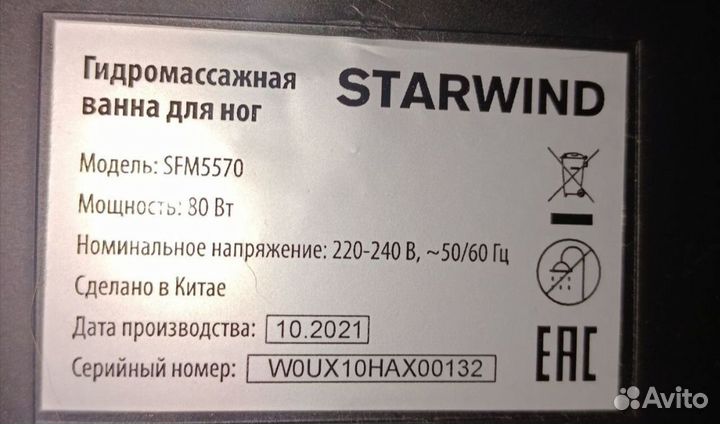 Гидромассажная
ванна для ног
STARWIND
Модель: SFM5570
Мощность: 80 Вт
Номинальное напряжение: 220-240 В, ~50/60 Гц
Сделано в Китае
Дата производства: 10.2021
Серийный номер: W0UX10HAX00132
EAC
Avito